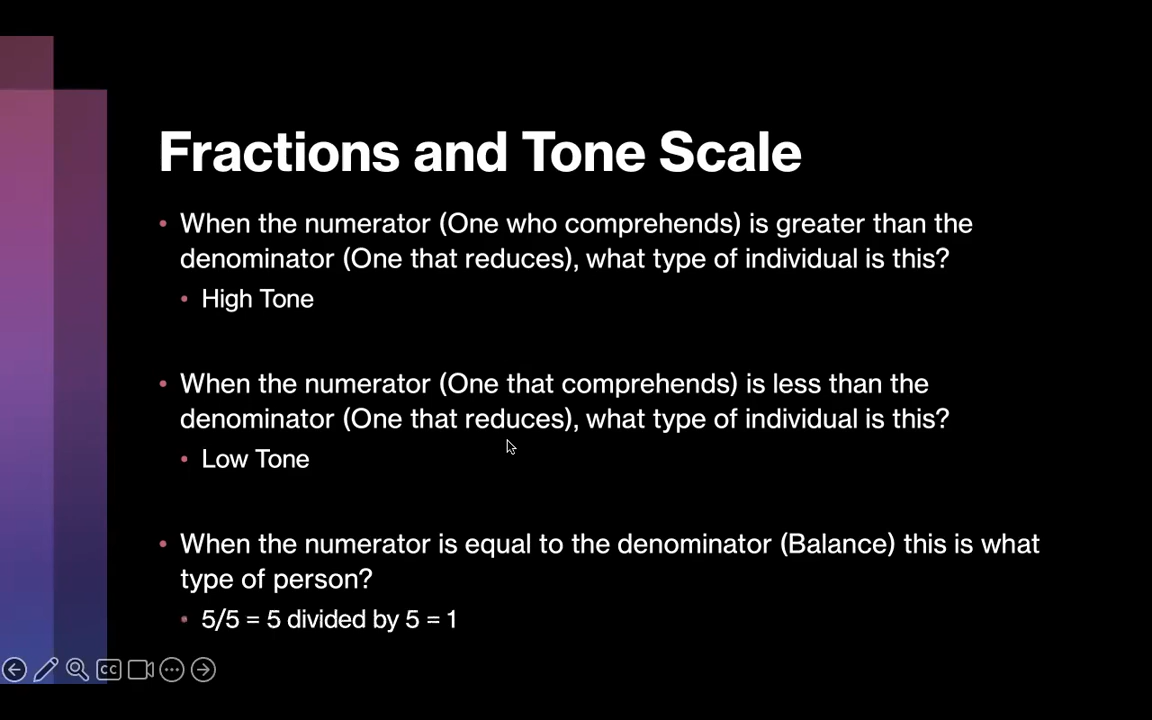 Fractions and Tone Scale
• When the numerator (One who comprehends) is greater than the
denominator (One that reduces), what type of individual is this?
• High Tone
• When the numerator (One that comprehends) is less than the
denominator (One that reduces), what type of individual is this?
• Low Tone
• When the numerator is equal to the denominator (Balance) this is what
type of person?
• 5/5 = 5 divided by 5 = 1
CC